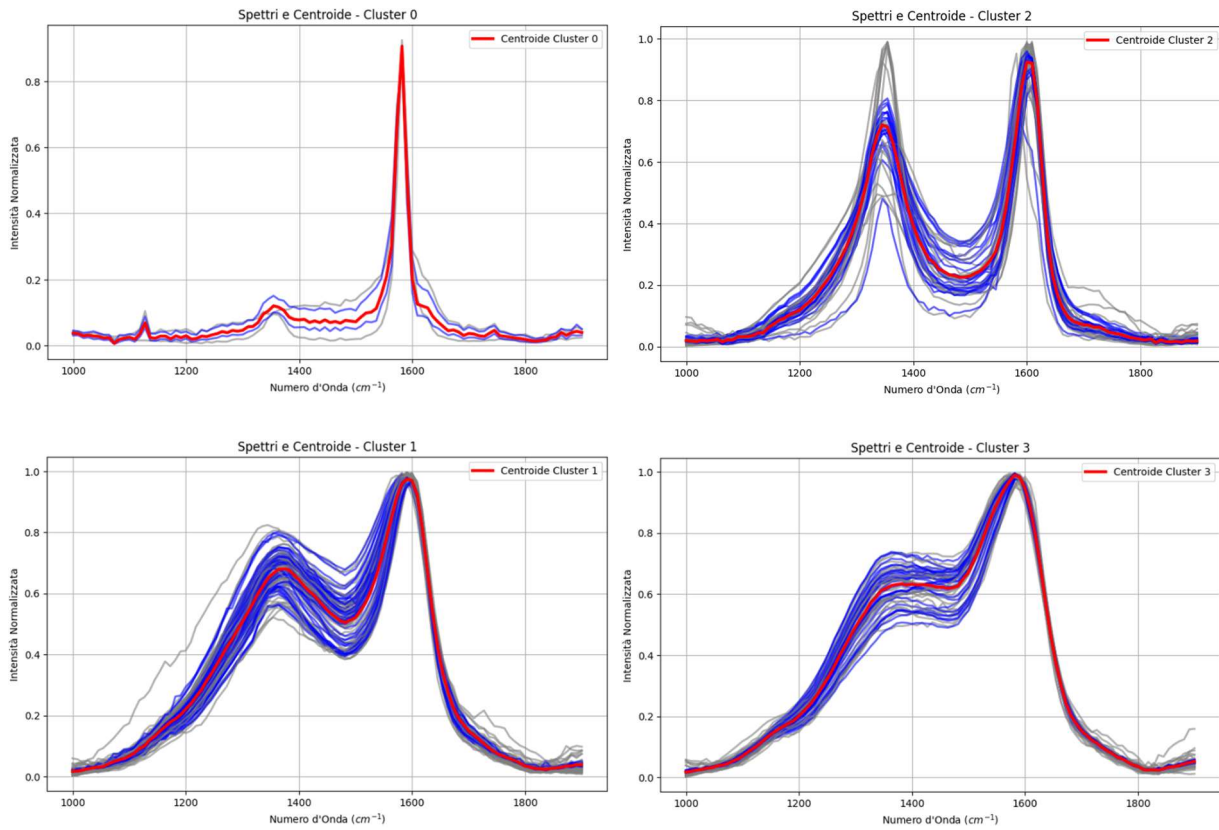 Spettri e Centroide - Cluster 0
Centroide Cluster 0
Intensità Normalizzata
0.8
0.6
0.4
0.2
0.0
1000 1200 1400 1600 1800
Numero d'Onda (cm⁻¹)
Spettri e Centroide - Cluster 2
Centroide Cluster 2
Intensità Normalizzata
1.0
0.8
0.6
0.4
0.2
0.0
1000 1200 1400 1600 1800
Numero d'Onda (cm⁻¹)
Spettri e Centroide - Cluster 1
Centroide Cluster 1
Intensità Normalizzata
1.0
0.8
0.6
0.4
0.2
0.0
1000 1200 1400 1600 1800
Numero d'Onda (cm⁻¹)
Spettri e Centroide - Cluster 3
Centroide Cluster 3
Intensità Normalizzata
1.0
0.8
0.6
0.4
0.2
0.0
1000 1200 1400 1600 1800
Numero d'Onda (cm⁻¹)